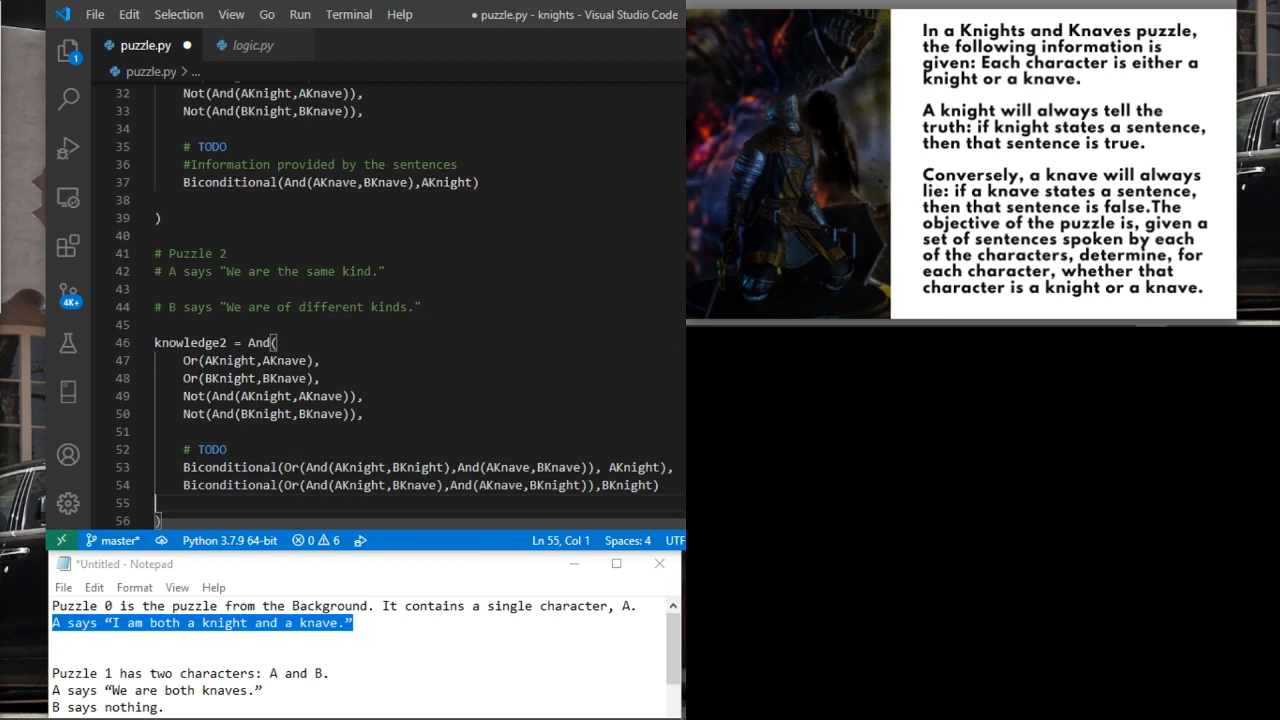 File Edit Selection View Go Run Terminal Help ● puzzle.py - knights - Visual Studio Code
puzzle.py ● logic.py
puzzle.py > ...
32 Not(And(AKnight,AKnave)),
33 Not(And(BKnight,BKnave)),
34
35 # TODO
36 #Information provided by the sentences
37 Biconditional(And(AKnave,BKnave),AKnight)
38
39 )
40
41 # Puzzle 2
42 # A says "We are the same kind."
43
44 # B says "We are of different kinds."
45
46 knowledge2 = And(
47 Or(AKnight,AKnave),
48 Or(BKnight,BKnave),
49 Not(And(AKnight,AKnave)),
50 Not(And(BKnight,BKnave)),
51
52 # TODO
53 Biconditional(Or(And(AKnight,BKnight),And(AKnave,BKnave)), AKnight),
54 Biconditional(Or(And(AKnight,BKnave),And(AKnave,BKnight)),BKnight)
55
56 )
1
4K+
master* Python 3.7.9 64-bit 0 6 Ln 55, Col 1 Spaces: 4 UTF
*Untitled - Notepad
File Edit Format View Help
Puzzle 0 is the puzzle from the Background. It contains a single character, A.
A says “I am both a knight and a knave.”
Puzzle 1 has two characters: A and B.
A says “We are both knaves.”
B says nothing.
In a Knights and Knaves puzzle,
the following information is
given: Each character is either a
knight or a knave.
A knight will always tell the
truth: if knight states a sentence,
then that sentence is true.
Conversely, a knave will always
lie: if a knave states a sentence,
then that sentence is false.The
objective of the puzzle is, given a
set of sentences spoken by each
of the characters, determine, for
each character, whether that
character is a knight or a knave.